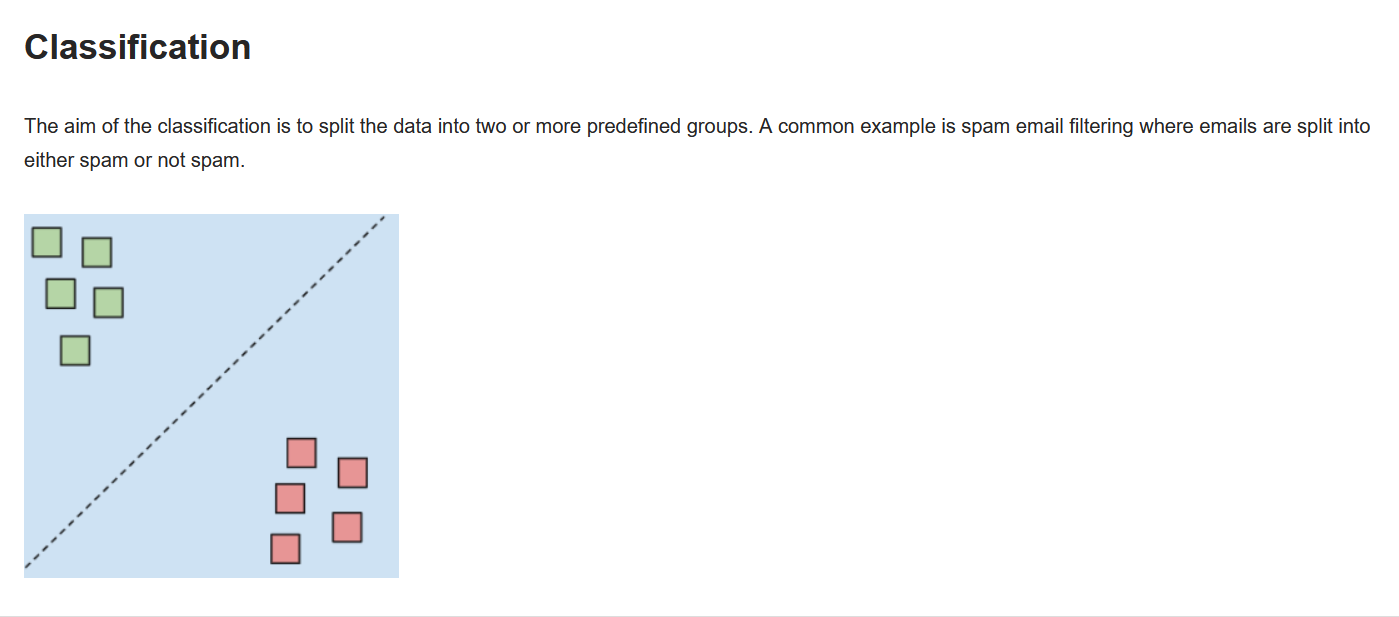 Classification
The aim of the classification is to split the data into two or more predefined groups. A common example is spam email filtering where emails are split into
either spam or not spam.